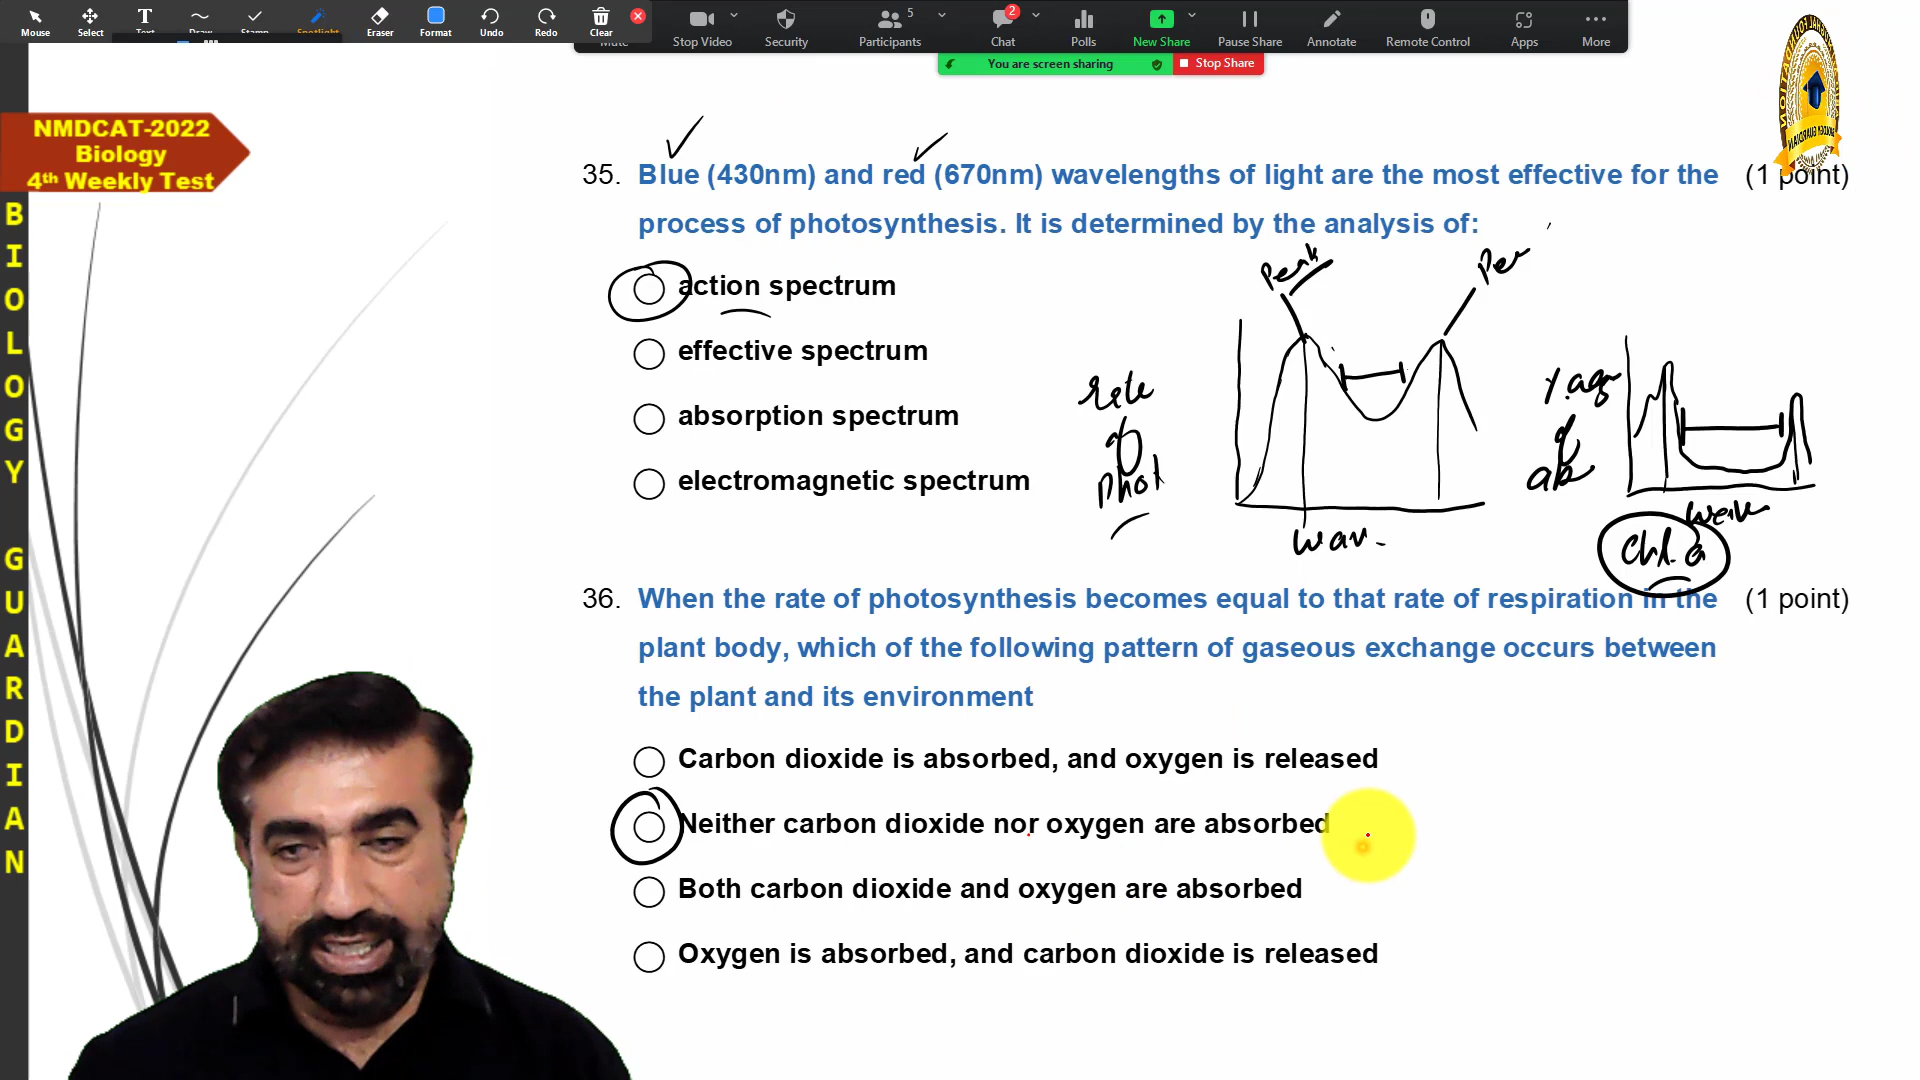 Mouse Select Text Draw Stamp Spotlight Eraser Format Undo Redo Clear
Mute Stop Video Security Participants 5 Chat 2 Polls New Share Pause Share Annotate Remote Control Apps More
You are screen sharing Stop Share
NMDCAT-2022
Biology
4th Weekly Test
BIOLOGY GUARDIAN
35. Blue (430nm) and red (670nm) wavelengths of light are the most effective for the (1 point)
process of photosynthesis. It is determined by the analysis of:
action spectrum
effective spectrum
absorption spectrum
electromagnetic spectrum
Peak
rate
of
Phot
wav.
of
ab
Chl. a
36. When the rate of photosynthesis becomes equal to that rate of respiration in the (1 point)
plant body, which of the following pattern of gaseous exchange occurs between
the plant and its environment
Carbon dioxide is absorbed, and oxygen is released
Neither carbon dioxide nor oxygen are absorbed
Both carbon dioxide and oxygen are absorbed
Oxygen is absorbed, and carbon dioxide is released